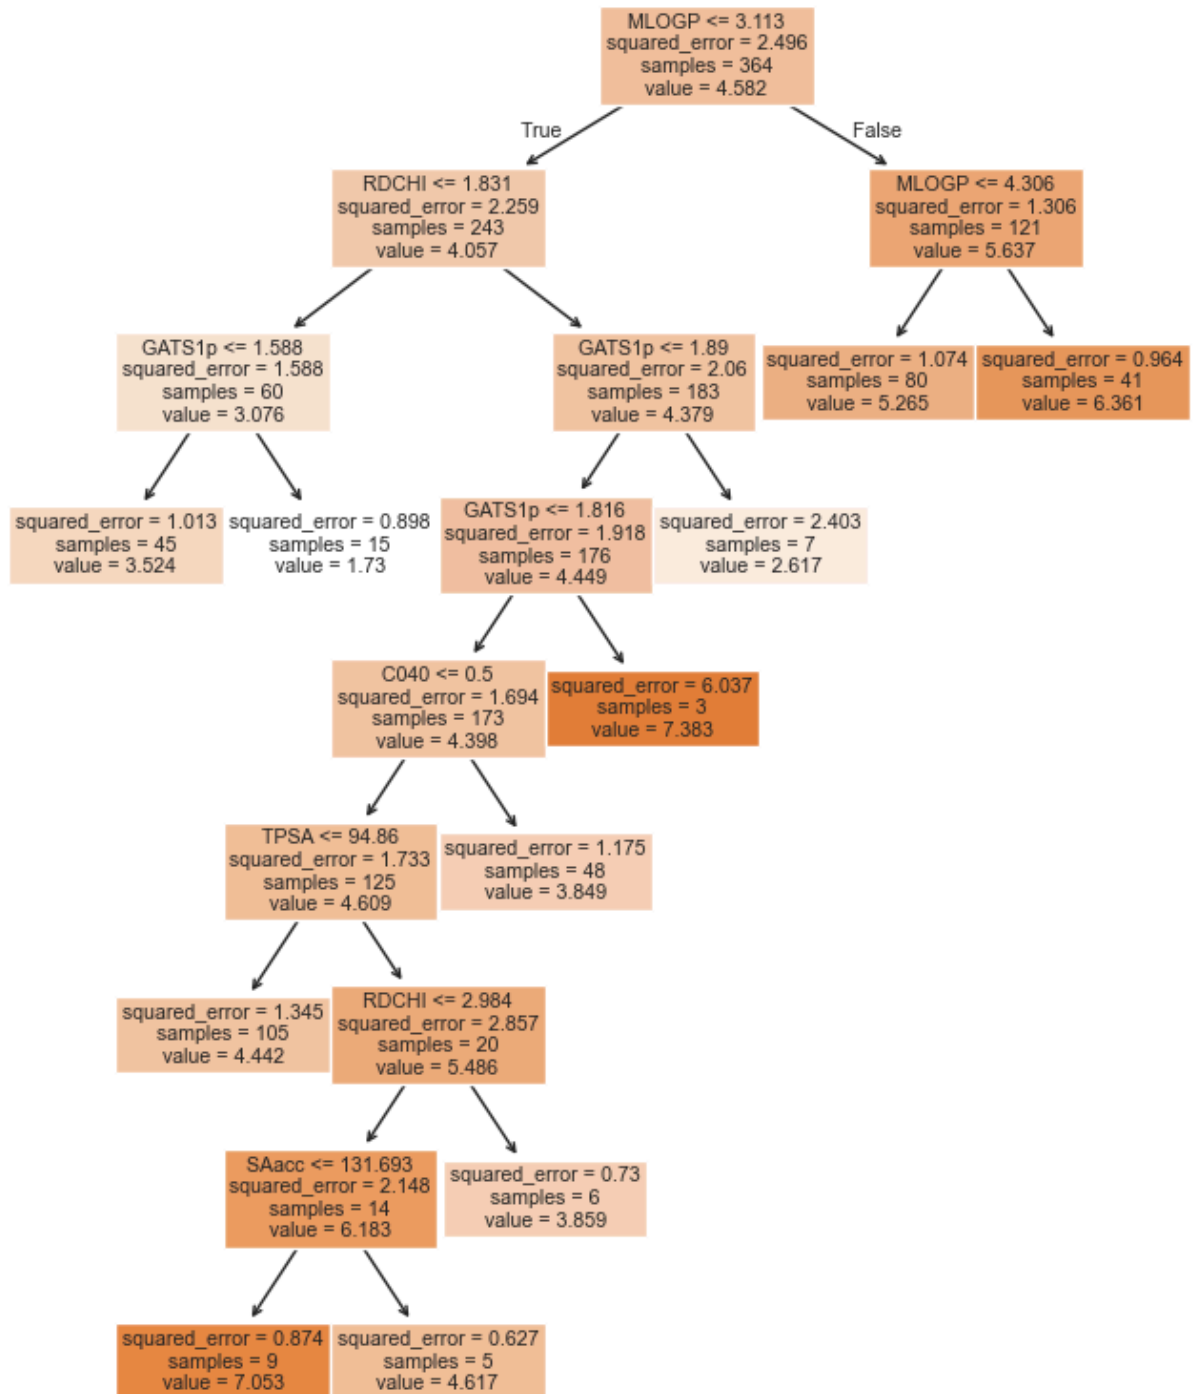 MLOGP <= 3.113
squared_error = 2.496
samples = 364
value = 4.582
True
False
RDCHI <= 1.831
squared_error = 2.259
samples = 243
value = 4.057
MLOGP <= 4.306
squared_error = 1.306
samples = 121
value = 5.637
GATS1p <= 1.588
squared_error = 1.588
samples = 60
value = 3.076
GATS1p <= 1.89
squared_error = 2.06
samples = 183
value = 4.379
squared_error = 1.074
samples = 80
value = 5.265
squared_error = 0.964
samples = 41
value = 6.361
squared_error = 1.013
samples = 45
value = 3.524
squared_error = 0.898
samples = 15
value = 1.73
GATS1p <= 1.816
squared_error = 1.918
samples = 176
value = 4.449
squared_error = 2.403
samples = 7
value = 2.617
C040 <= 0.5
squared_error = 1.694
samples = 173
value = 4.398
squared_error = 6.037
samples = 3
value = 7.383
TPSA <= 94.86
squared_error = 1.733
samples = 125
value = 4.609
squared_error = 1.175
samples = 48
value = 3.849
squared_error = 1.345
samples = 105
value = 4.442
RDCHI <= 2.984
squared_error = 2.857
samples = 20
value = 5.486
SAacc <= 131.693
squared_error = 2.148
samples = 14
value = 6.183
squared_error = 0.73
samples = 6
value = 3.859
squared_error = 0.874
samples = 9
value = 7.053
squared_error = 0.627
samples = 5
value = 4.617